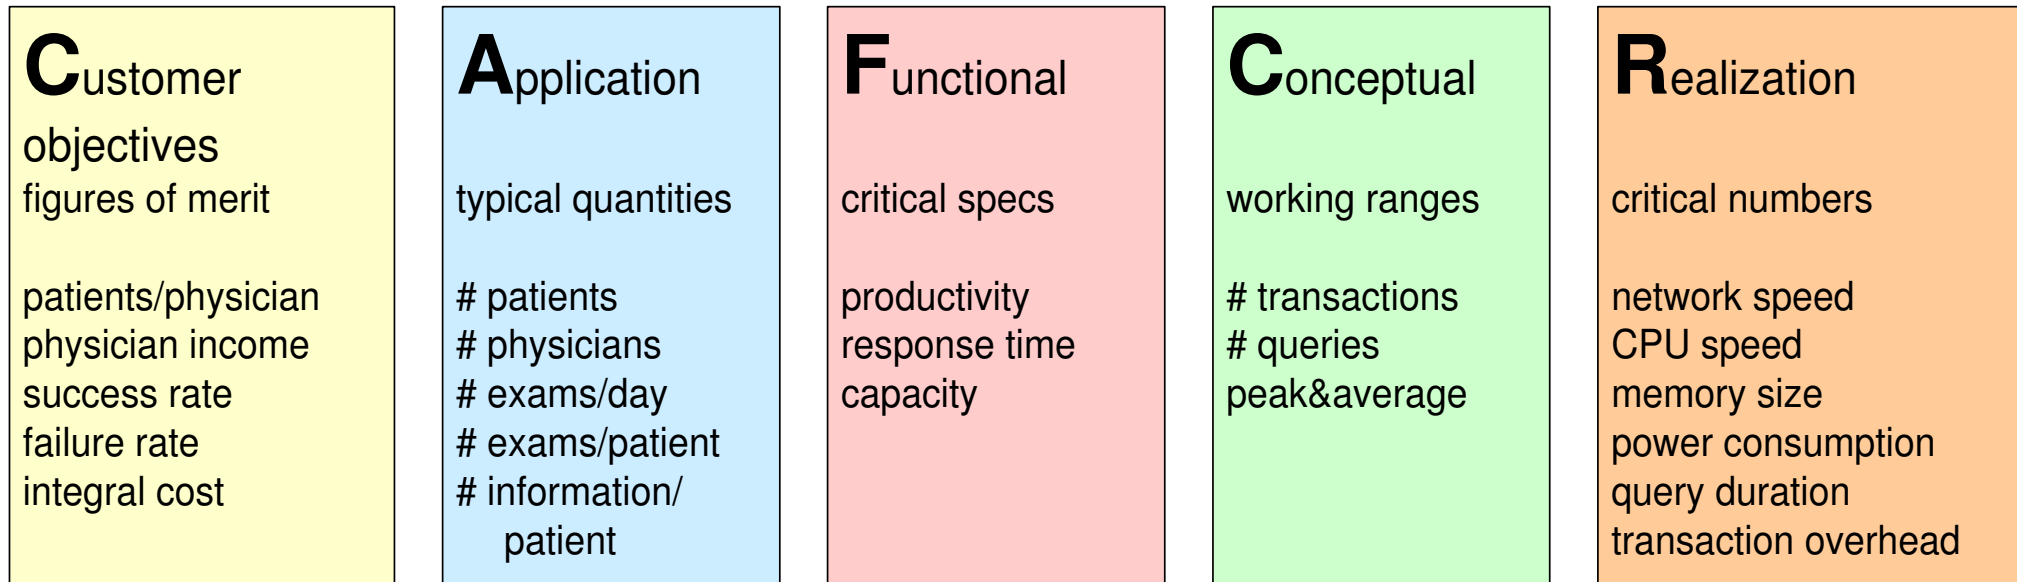 Customer
objectives
figures of merit
patients/physician
physician income
success rate
failure rate
integral cost
Application
typical quantities
# patients
# physicians
# exams/day
# exams/patient
# information/
patient
Functional
critical specs
productivity
response time
capacity
Conceptual
working ranges
# transactions
# queries
peak&average
Realization
critical numbers
network speed
CPU speed
memory size
power consumption
query duration
transaction overhead